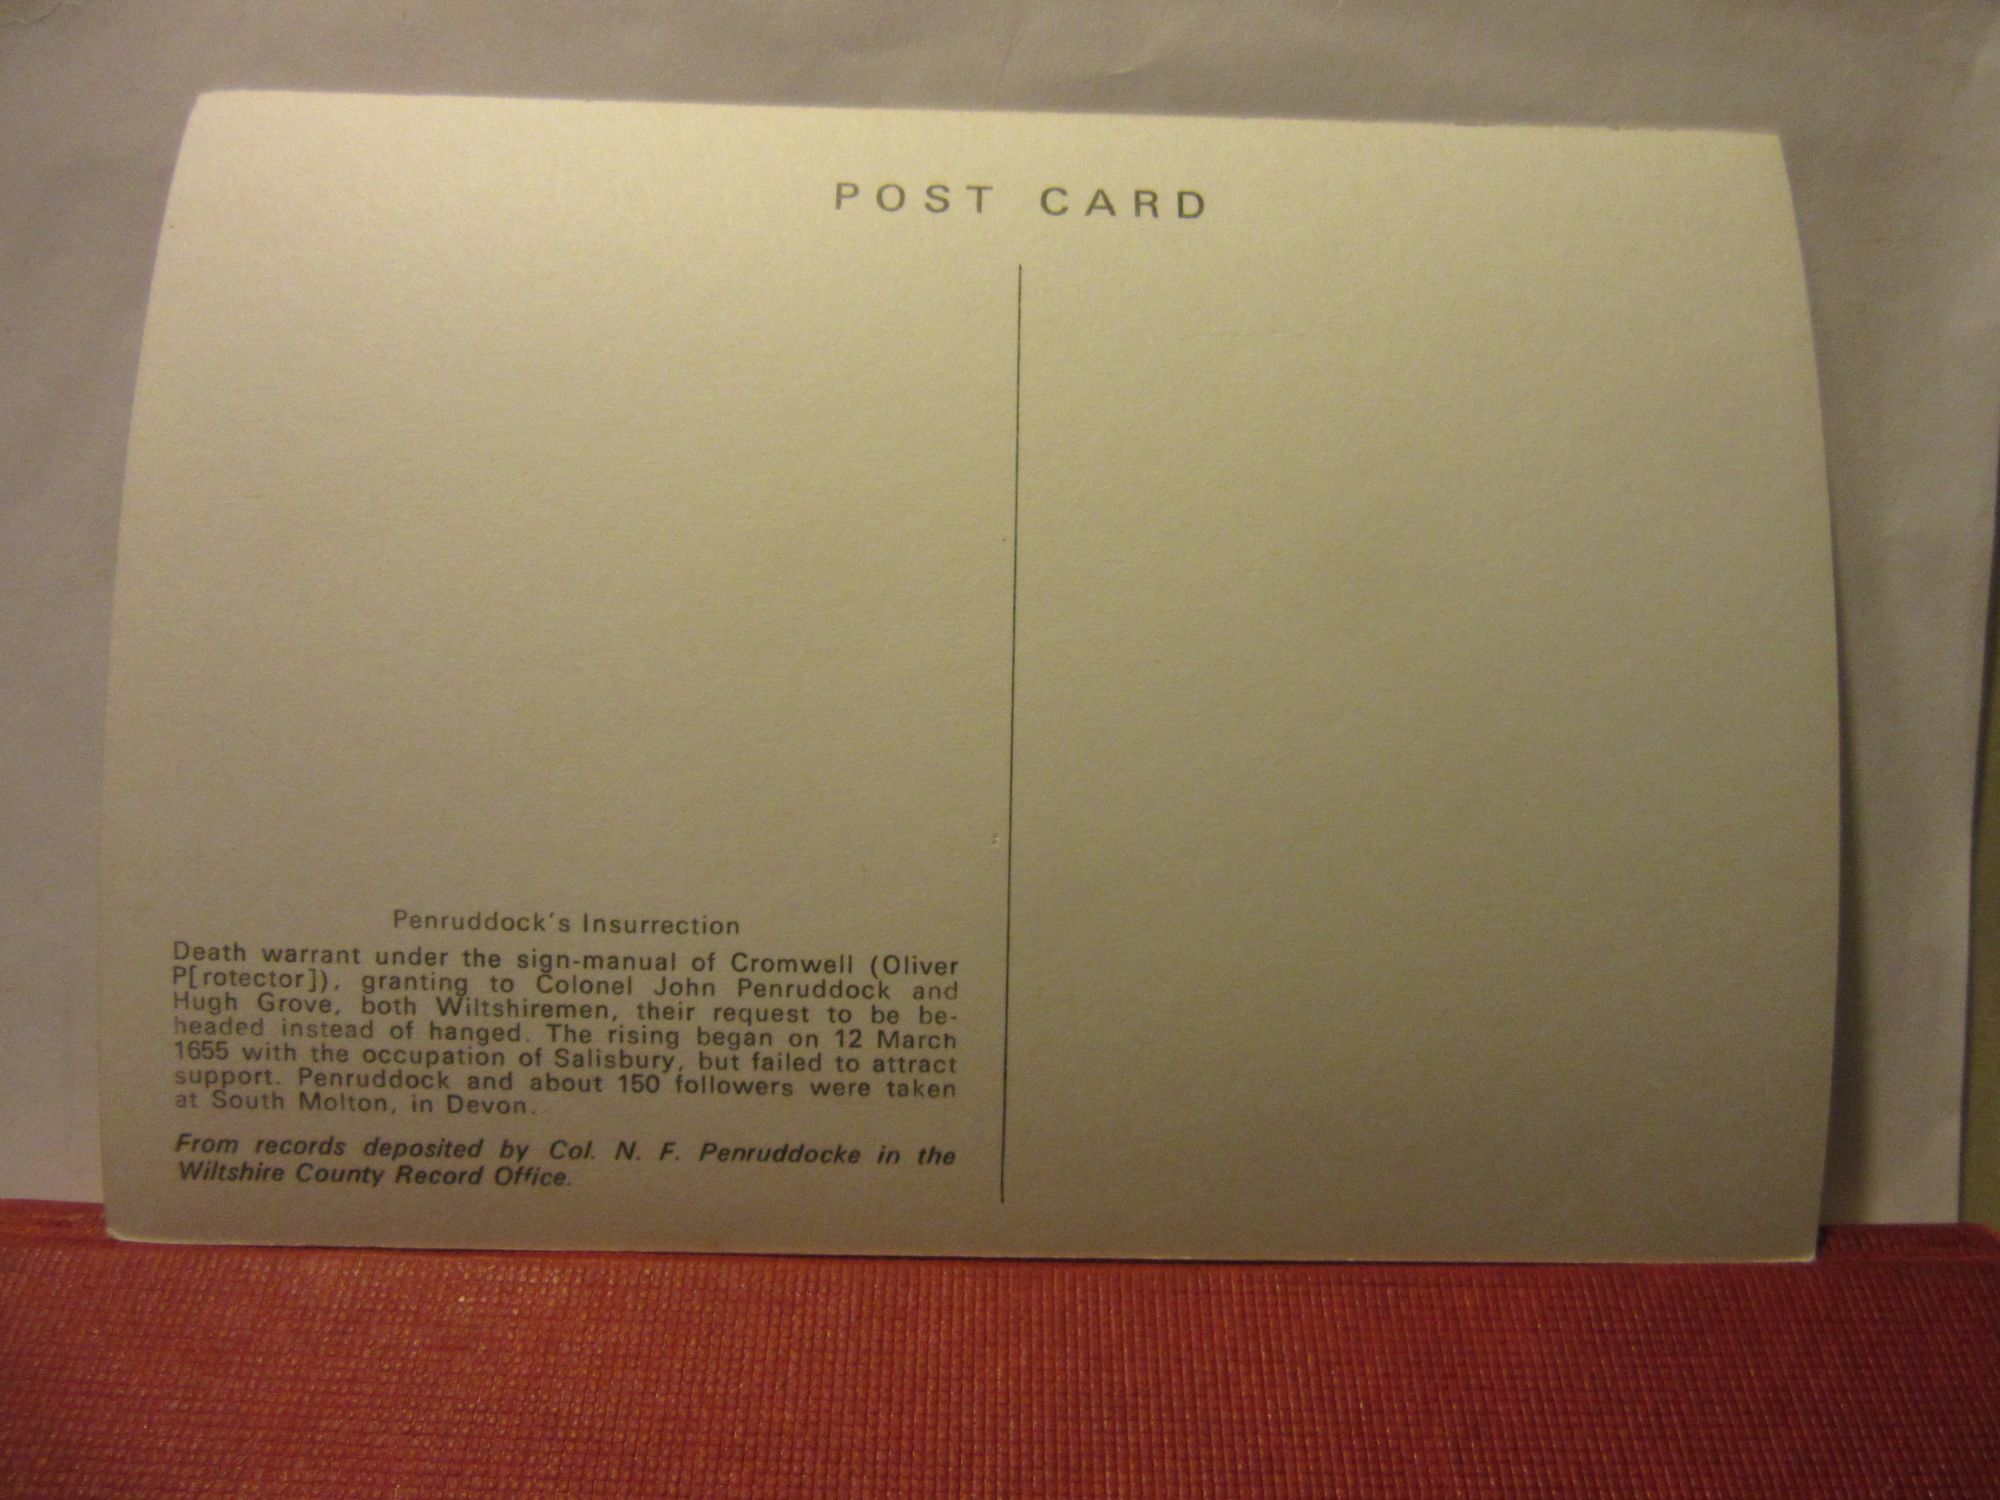 POST CARD
Penruddock's Insurrection
Death warrant under the sign-manual of Cromwell (Oliver
P[rotector]), granting to Colonel John Penruddock and
Hugh Grove, both Wiltshiremen, their request to be be-
headed instead of hanged. The rising began on 12 March
1655 with the occupation of Salisbury, but failed to attract
support. Penruddock and about 150 followers were taken
at South Molton, in Devon.
From records deposited by Col. N. F. Penruddocke in the
Wiltshire County Record Office.